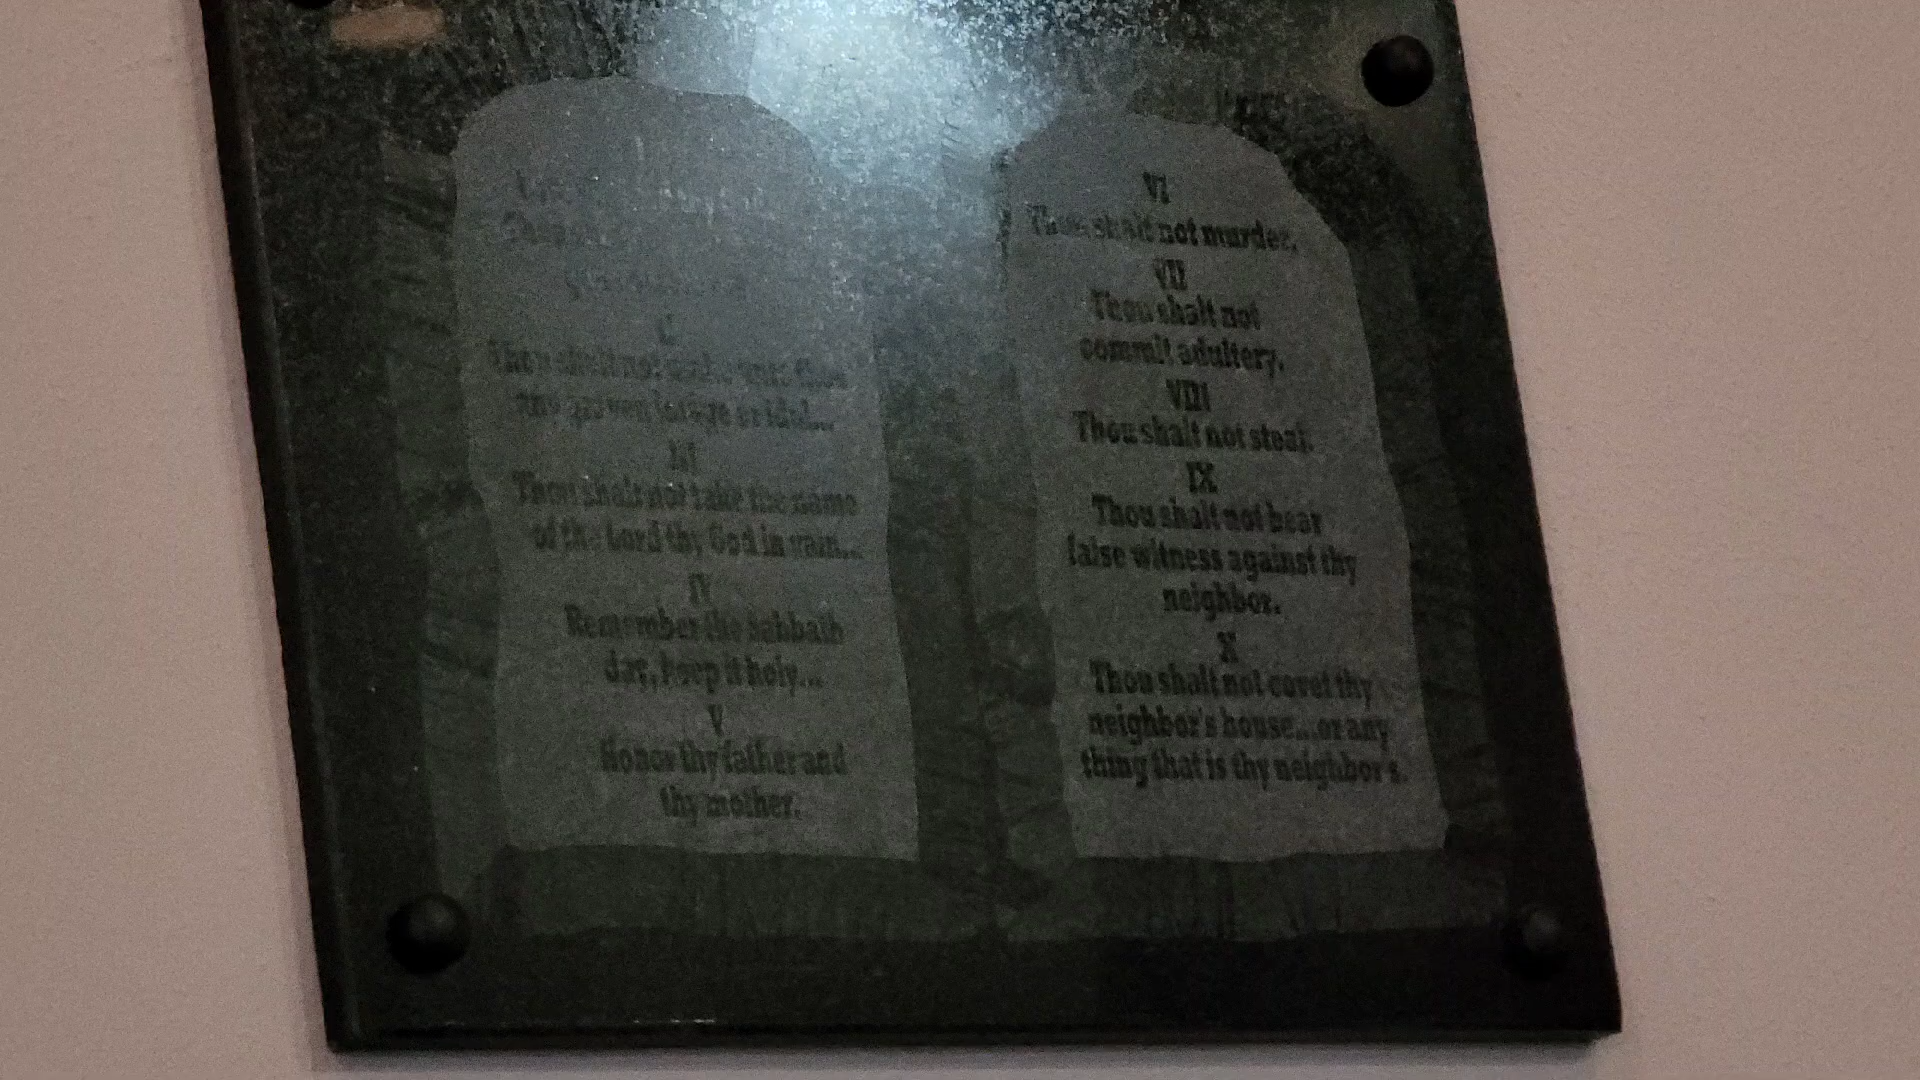 Thou shalt not make unto thee
any graven image or idol...
III
Thou shalt not take the name
of the Lord thy God in vain...
IV
Remember the Sabbath
day, keep it holy...
V
Honor thy father and
thy mother.
VI
Thou shalt not murder.
VII
Thou shalt not
commit adultery.
VIII
Thou shalt not steal.
IX
Thou shalt not bear
false witness against thy
neighbor.
X
Thou shalt not covet thy
neighbor's house...or any
thing that is thy neighbor's.